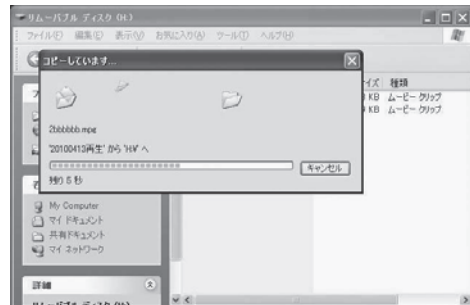 リムーバブル ディスク (H:)
ファイル(F) 編集(E) 表示(V) お気に入り(A) ツール(T) ヘルプ(H)
コピーしています...
イズ 種類
KB ムービー クリップ
KB ムービー クリップ
2bbbbbb.mpe
'20100413再生' から 'H:¥' へ
キャンセル
残り 5 秒
My Computer
マイ ドキュメント
共有ドキュメント
マイ ネットワーク
詳細